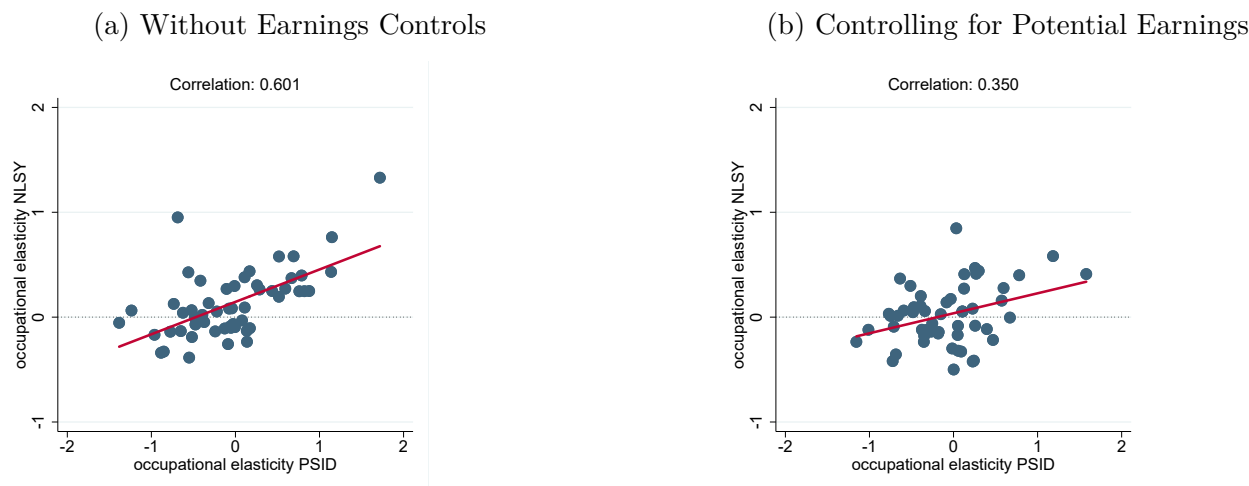 (a) Without Earnings Controls
Correlation: 0.601
occupational elasticity NLSY
2
1
0
-1
-2
-1
0
1
2
occupational elasticity PSID
(b) Controlling for Potential Earnings
Correlation: 0.350
occupational elasticity NLSY
2
1
0
-1
-2
-1
0
1
2
occupational elasticity PSID